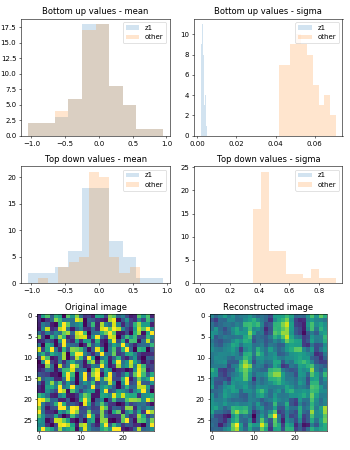 Bottom up values - mean
Bottom up values - sigma
z1
other
z1
other
17.5
15.0
12.5
10.0
7.5
5.0
2.5
0.0
−1.0 −0.5 0.0 0.5 1.0
10
8
6
4
2
0
0.00 0.02 0.04 0.06
Top down values - mean
Top down values - sigma
z1
other
z1
other
20
15
10
5
0
−1.0 −0.5 0.0 0.5 1.0
25
20
15
10
5
0
0.0 0.2 0.4 0.6 0.8
Original image
Reconstructed image
0
5
10
15
20
25
0 10 20
0
5
10
15
20
25
0 10 20